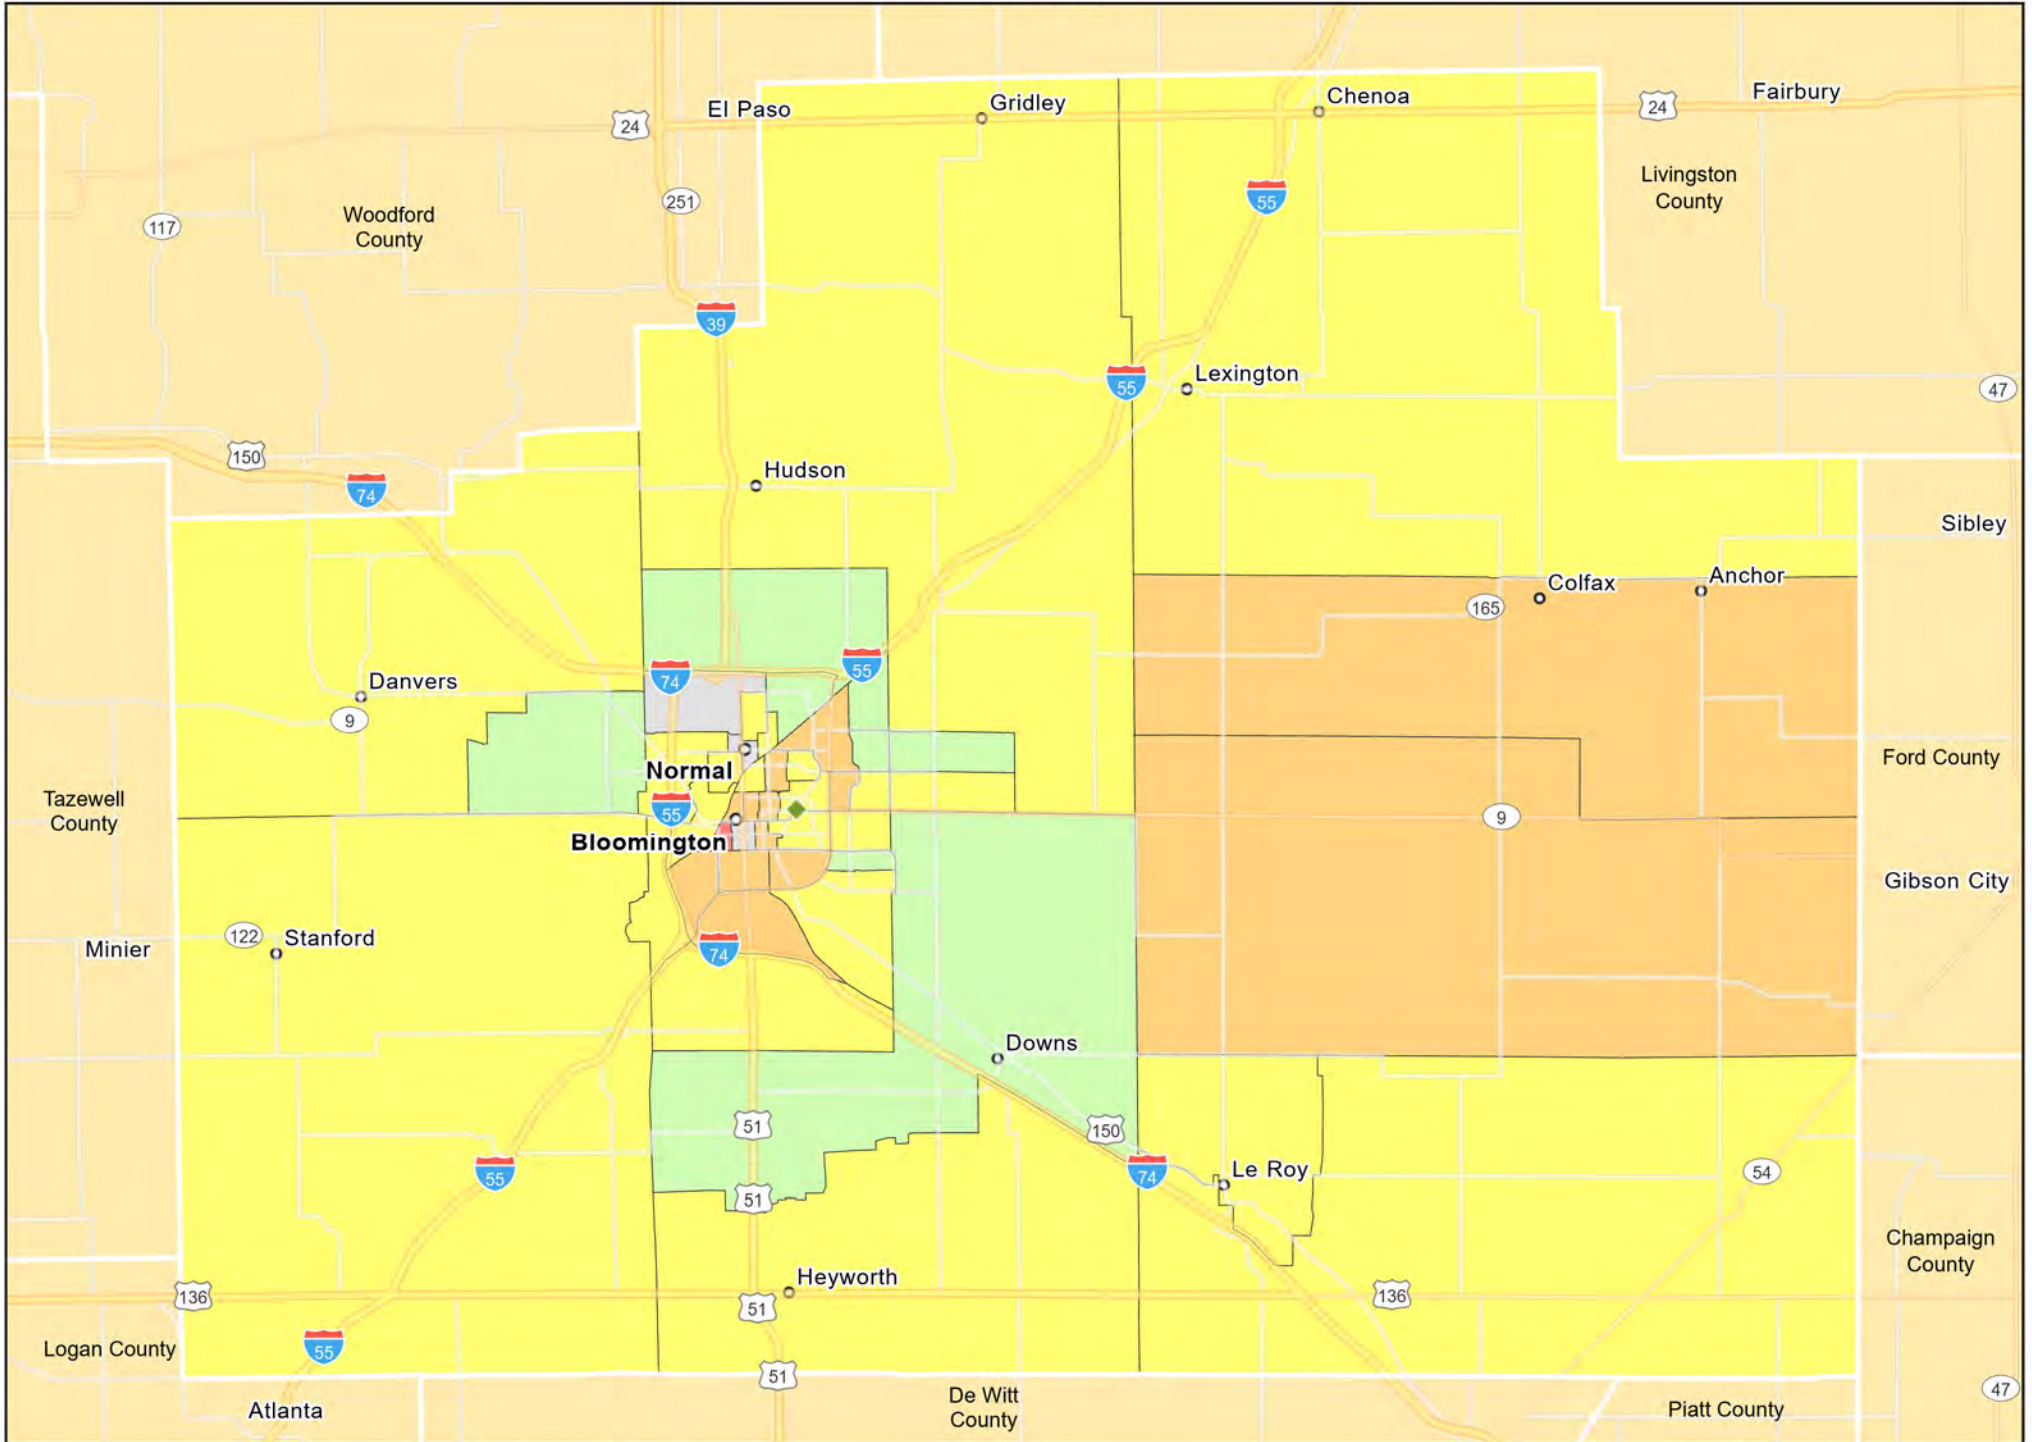 El Paso
Gridley
Chenoa
Fairbury
24
24
Woodford
County
251
117
55
Livingston
County
39
55
Lexington
47
150
74
Hudson
Sibley
165
Colfax
Anchor
Danvers
9
74
55
Normal
Tazewell
County
55
Bloomington
9
Ford County
Gibson City
Minier
122
Stanford
74
Downs
51
150
55
51
74
Le Roy
54
Champaign
County
136
Heyworth
51
136
Logan County
55
51
Atlanta
De Witt
County
Piatt County
47